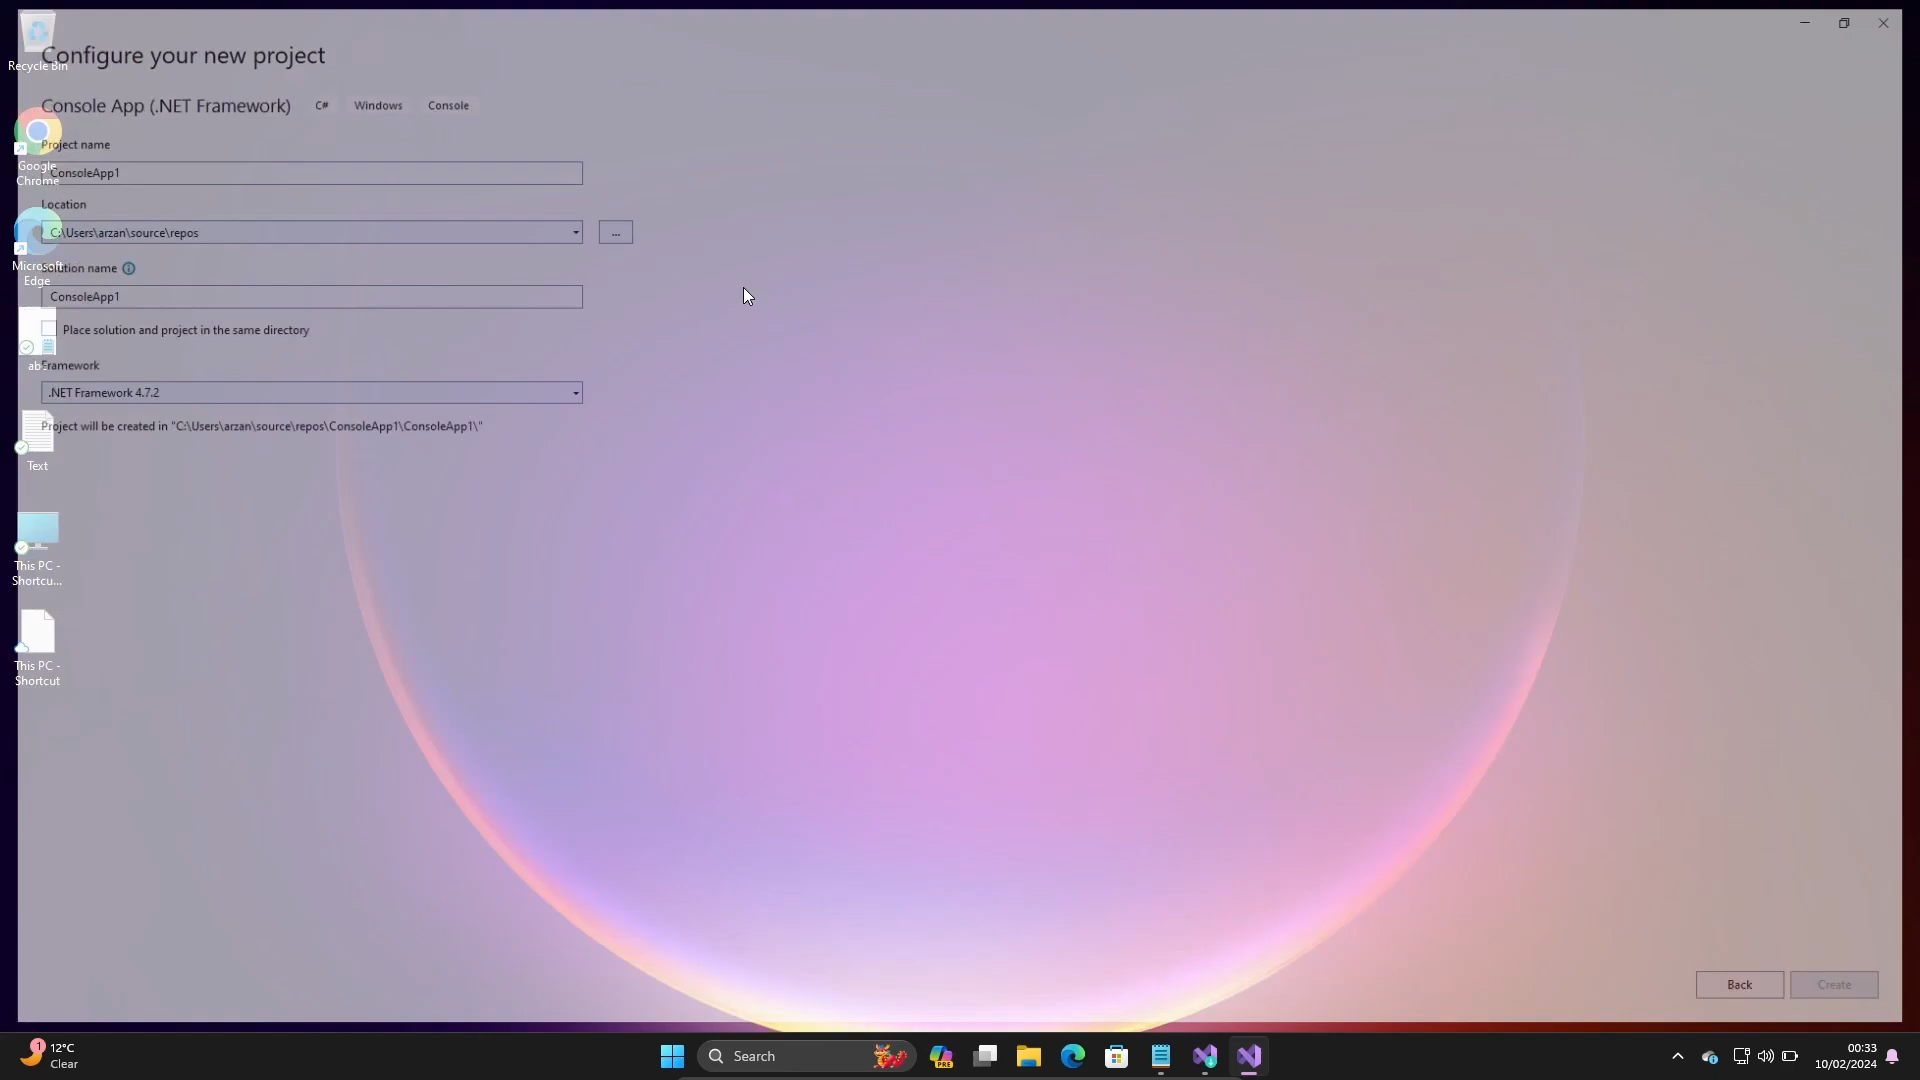 Configure your new project
Console App (.NET Framework) C# Windows Console
Project name
ConsoleApp1
Location
C:\Users\arzan\source\repos
...
Solution name
ConsoleApp1
Place solution and project in the same directory
Framework
.NET Framework 4.7.2
Project will be created in "C:\Users\arzan\source\repos\ConsoleApp1\ConsoleApp1\"
Back
Create
Recycle Bin
Google
Chrome
Microsoft
Edge
Text
This PC -
Shortcu...
This PC -
Shortcut
1
12°C
Clear
Search
PRE
00:33
10/02/2024